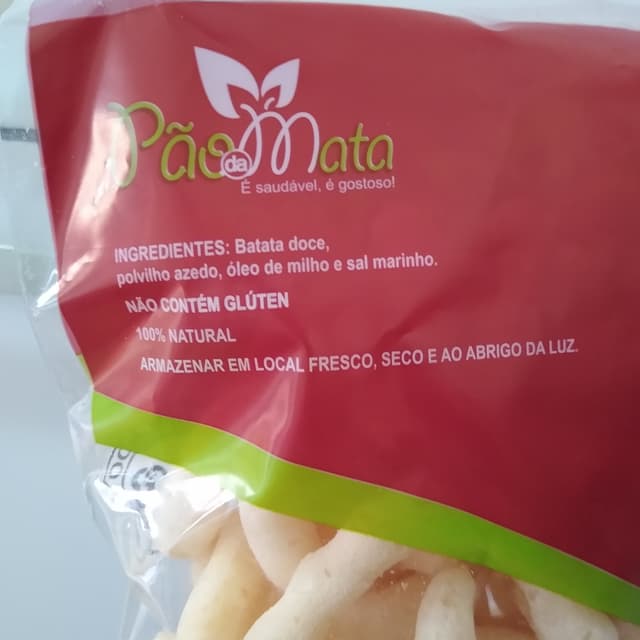 Pão da Mata
É saudável, é gostoso!
INGREDIENTES: Batata doce,
polvilho azedo, óleo de milho e sal marinho.
NÃO CONTÉM GLÚTEN
100% NATURAL
ARMAZENAR EM LOCAL FRESCO, SECO E AO ABRIGO DA LUZ.